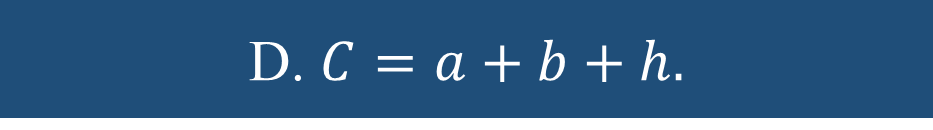 D. C = a + b + h.